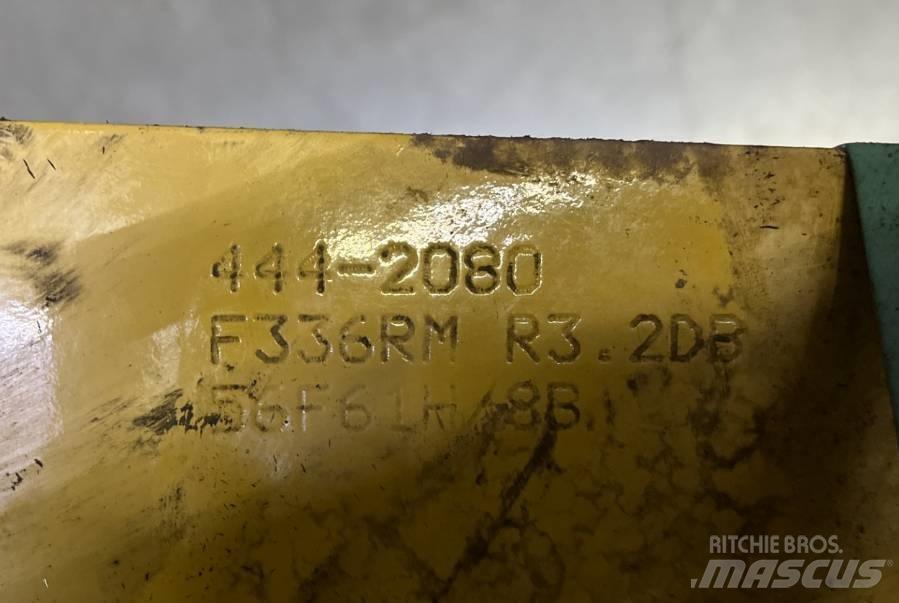 444-2080
F336RM R3.2DB
RITCHIE BROS.
MASCUS